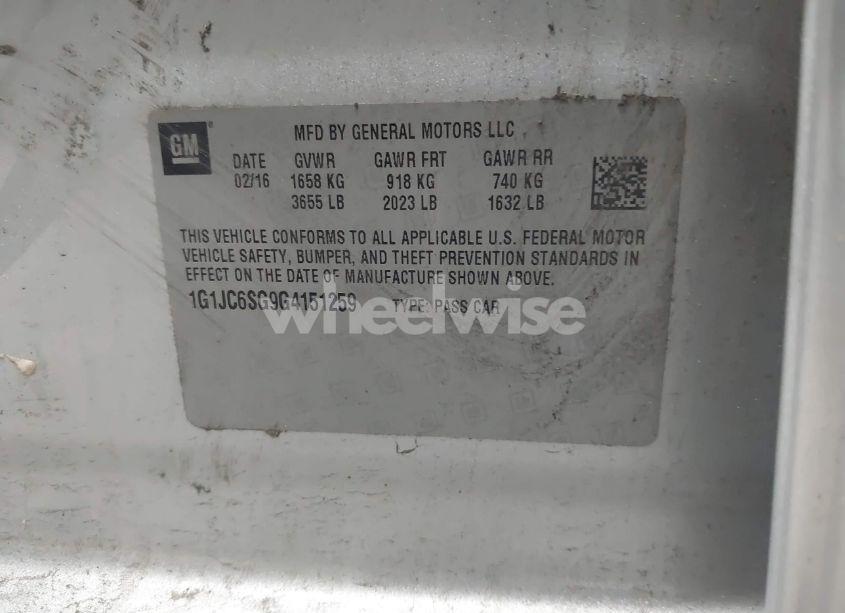 GM
MFD BY GENERAL MOTORS LLC
DATE GVWR GAWR FRT GAWR RR
02/16 1658 KG 918 KG 740 KG
3655 LB 2023 LB 1632 LB
THIS VEHICLE CONFORMS TO ALL APPLICABLE U.S. FEDERAL MOTOR
VEHICLE SAFETY, BUMPER, AND THEFT PREVENTION STANDARDS IN
EFFECT ON THE DATE OF MANUFACTURE SHOWN ABOVE.
1G1JC6SG9G4151259 TYPE: PASS CAR
wheelwise